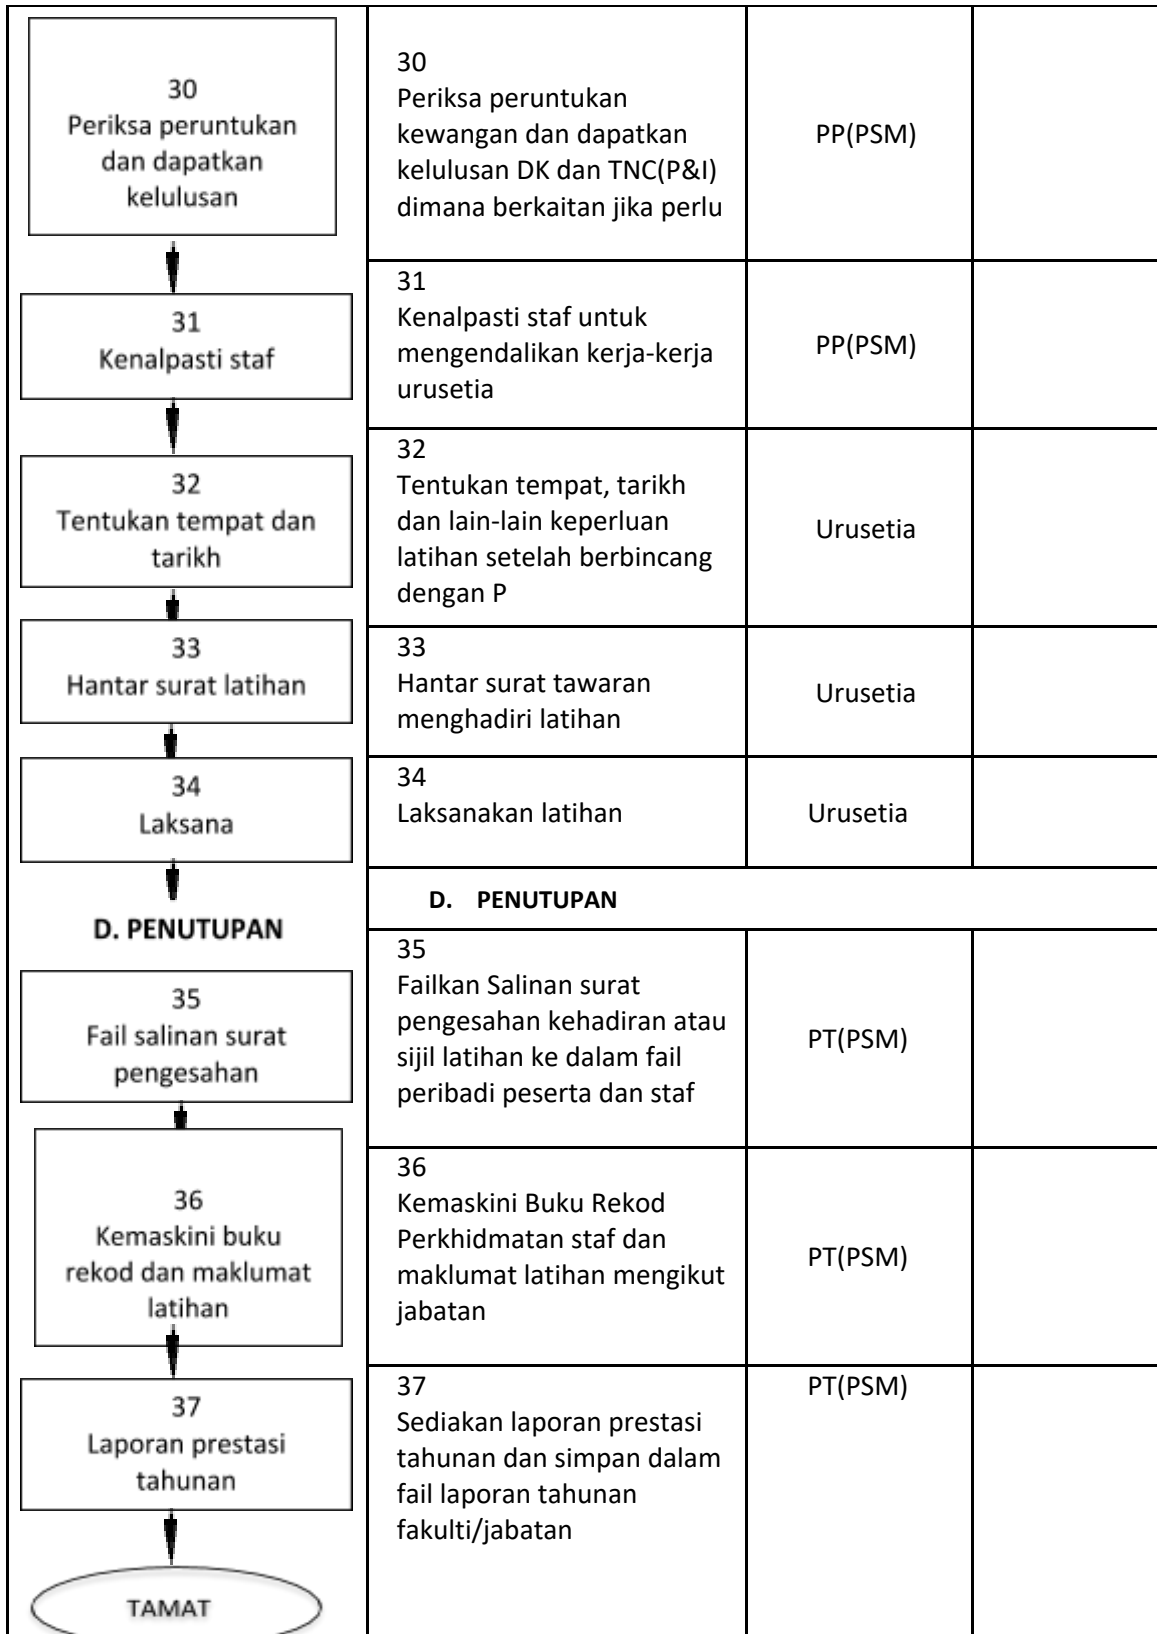 30
Periksa peruntukan
dan dapatkan
kelulusan
30
Periksa peruntukan
kewangan dan dapatkan
kelulusan DK dan TNC(P&I)
dimana berkaitan jika perlu
PP(PSM)
31
Kenalpasti staf
31
Kenalpasti staf untuk
mengendalikan kerja-kerja
urusetia
PP(PSM)
32
Tentukan tempat dan
tarikh
32
Tentukan tempat, tarikh
dan lain-lain keperluan
latihan setelah berbincang
dengan P
Urusetia
33
Hantar surat latihan
33
Hantar surat tawaran
menghadiri latihan
Urusetia
34
Laksana
34
Laksanakan latihan
Urusetia
D. PENUTUPAN
D. PENUTUPAN
35
Fail salinan surat
pengesahan
35
Failkan Salinan surat
pengesahan kehadiran atau
sijil latihan ke dalam fail
peribadi peserta dan staf
PT(PSM)
36
Kemaskini buku
rekod dan maklumat
latihan
36
Kemaskini Buku Rekod
Perkhidmatan staf dan
maklumat latihan mengikut
jabatan
PT(PSM)
37
Laporan prestasi
tahunan
37
Sediakan laporan prestasi
tahunan dan simpan dalam
fail laporan tahunan
fakulti/jabatan
PT(PSM)
TAMAT